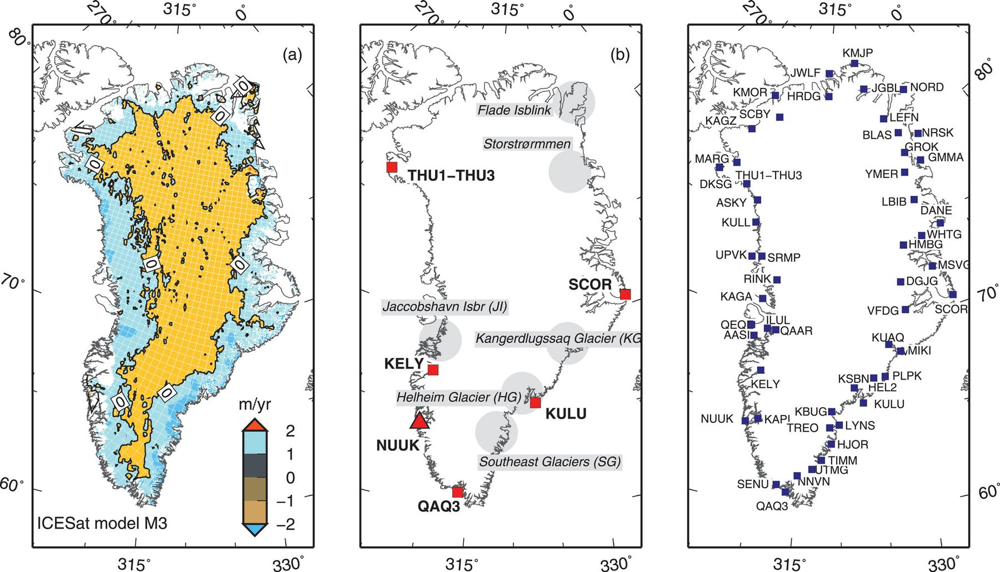 270°
315°
0°
80°
(a)
0
0
0
0
0
0
70°
60°
m/yr
2
1
0
−1
−2
ICESat model M3
315°
330°
270°
315°
0°
(b)
Flade Isblink
Storstrørmmen
THU1−THU3
SCOR
Jaccobshavn Isbr (JI)
Kangerdlugssaq Glacier (KG
KELY
Helheim Glacier (HG)
KULU
NUUK
Southeast Glaciers (SG)
QAQ3
315°
330°
270°
315°
0°
80°
KMJP
JWLF
JGBL
NORD
KMOR
HRDG
SCBY
KAGZ
LEFN
BLAS
NRSK
GROK
GMMA
MARG
THU1−THU3
YMER
DKSG
ASKY
LBIB
DANE
KULL
WHTG
HMBG
UPVK
SRMP
MSVG
RINK
DGJG
70°
KAGA
VFDG
SCOR
QEQ
ILUL
AASI
QAAR
KUAQ
MIKI
KELY
KSBN
PLPK
HEL2
KULU
NUUK
KAPI
KBUG
TREO
LYNS
HJOR
TIMM
UTMG
SENU
NNVN
QAQ3
60°
315°
330°